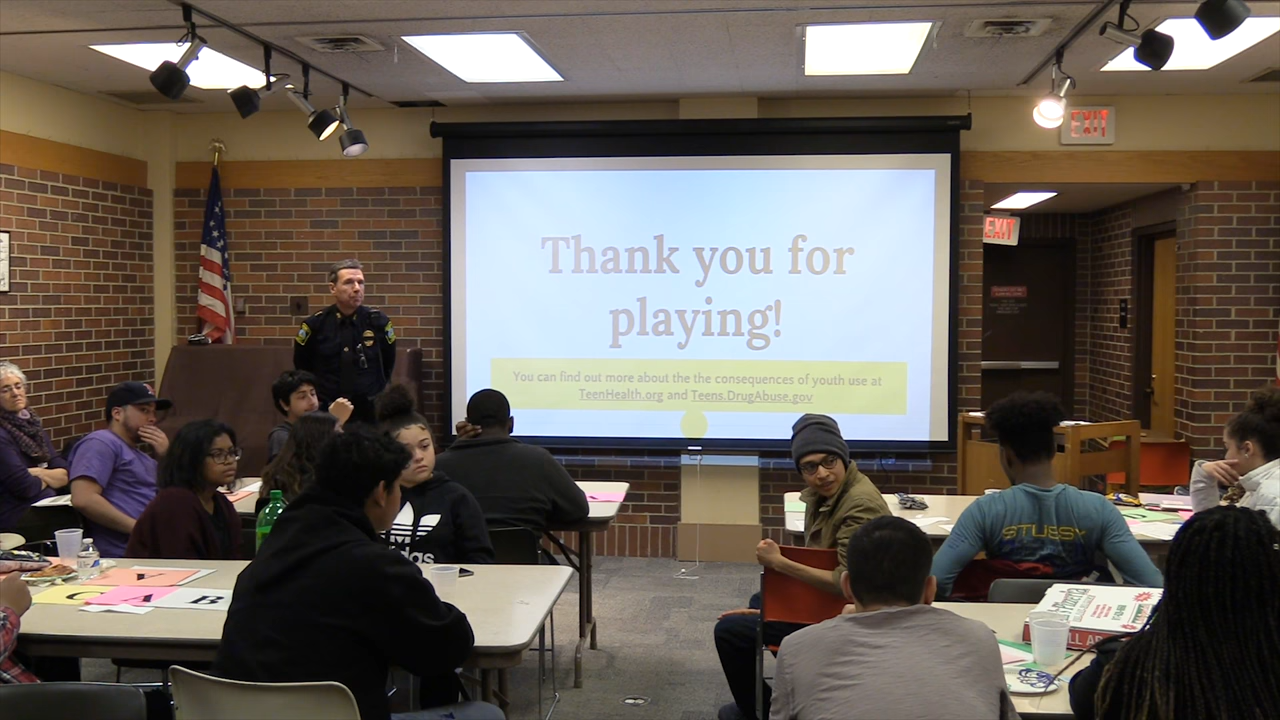 EXIT
EXIT
Thank you for
playing!
You can find out more about the the consequences of youth use at
TeenHealth.org and Teens.DrugAbuse.gov
STUSSY
adidas
A
C A B